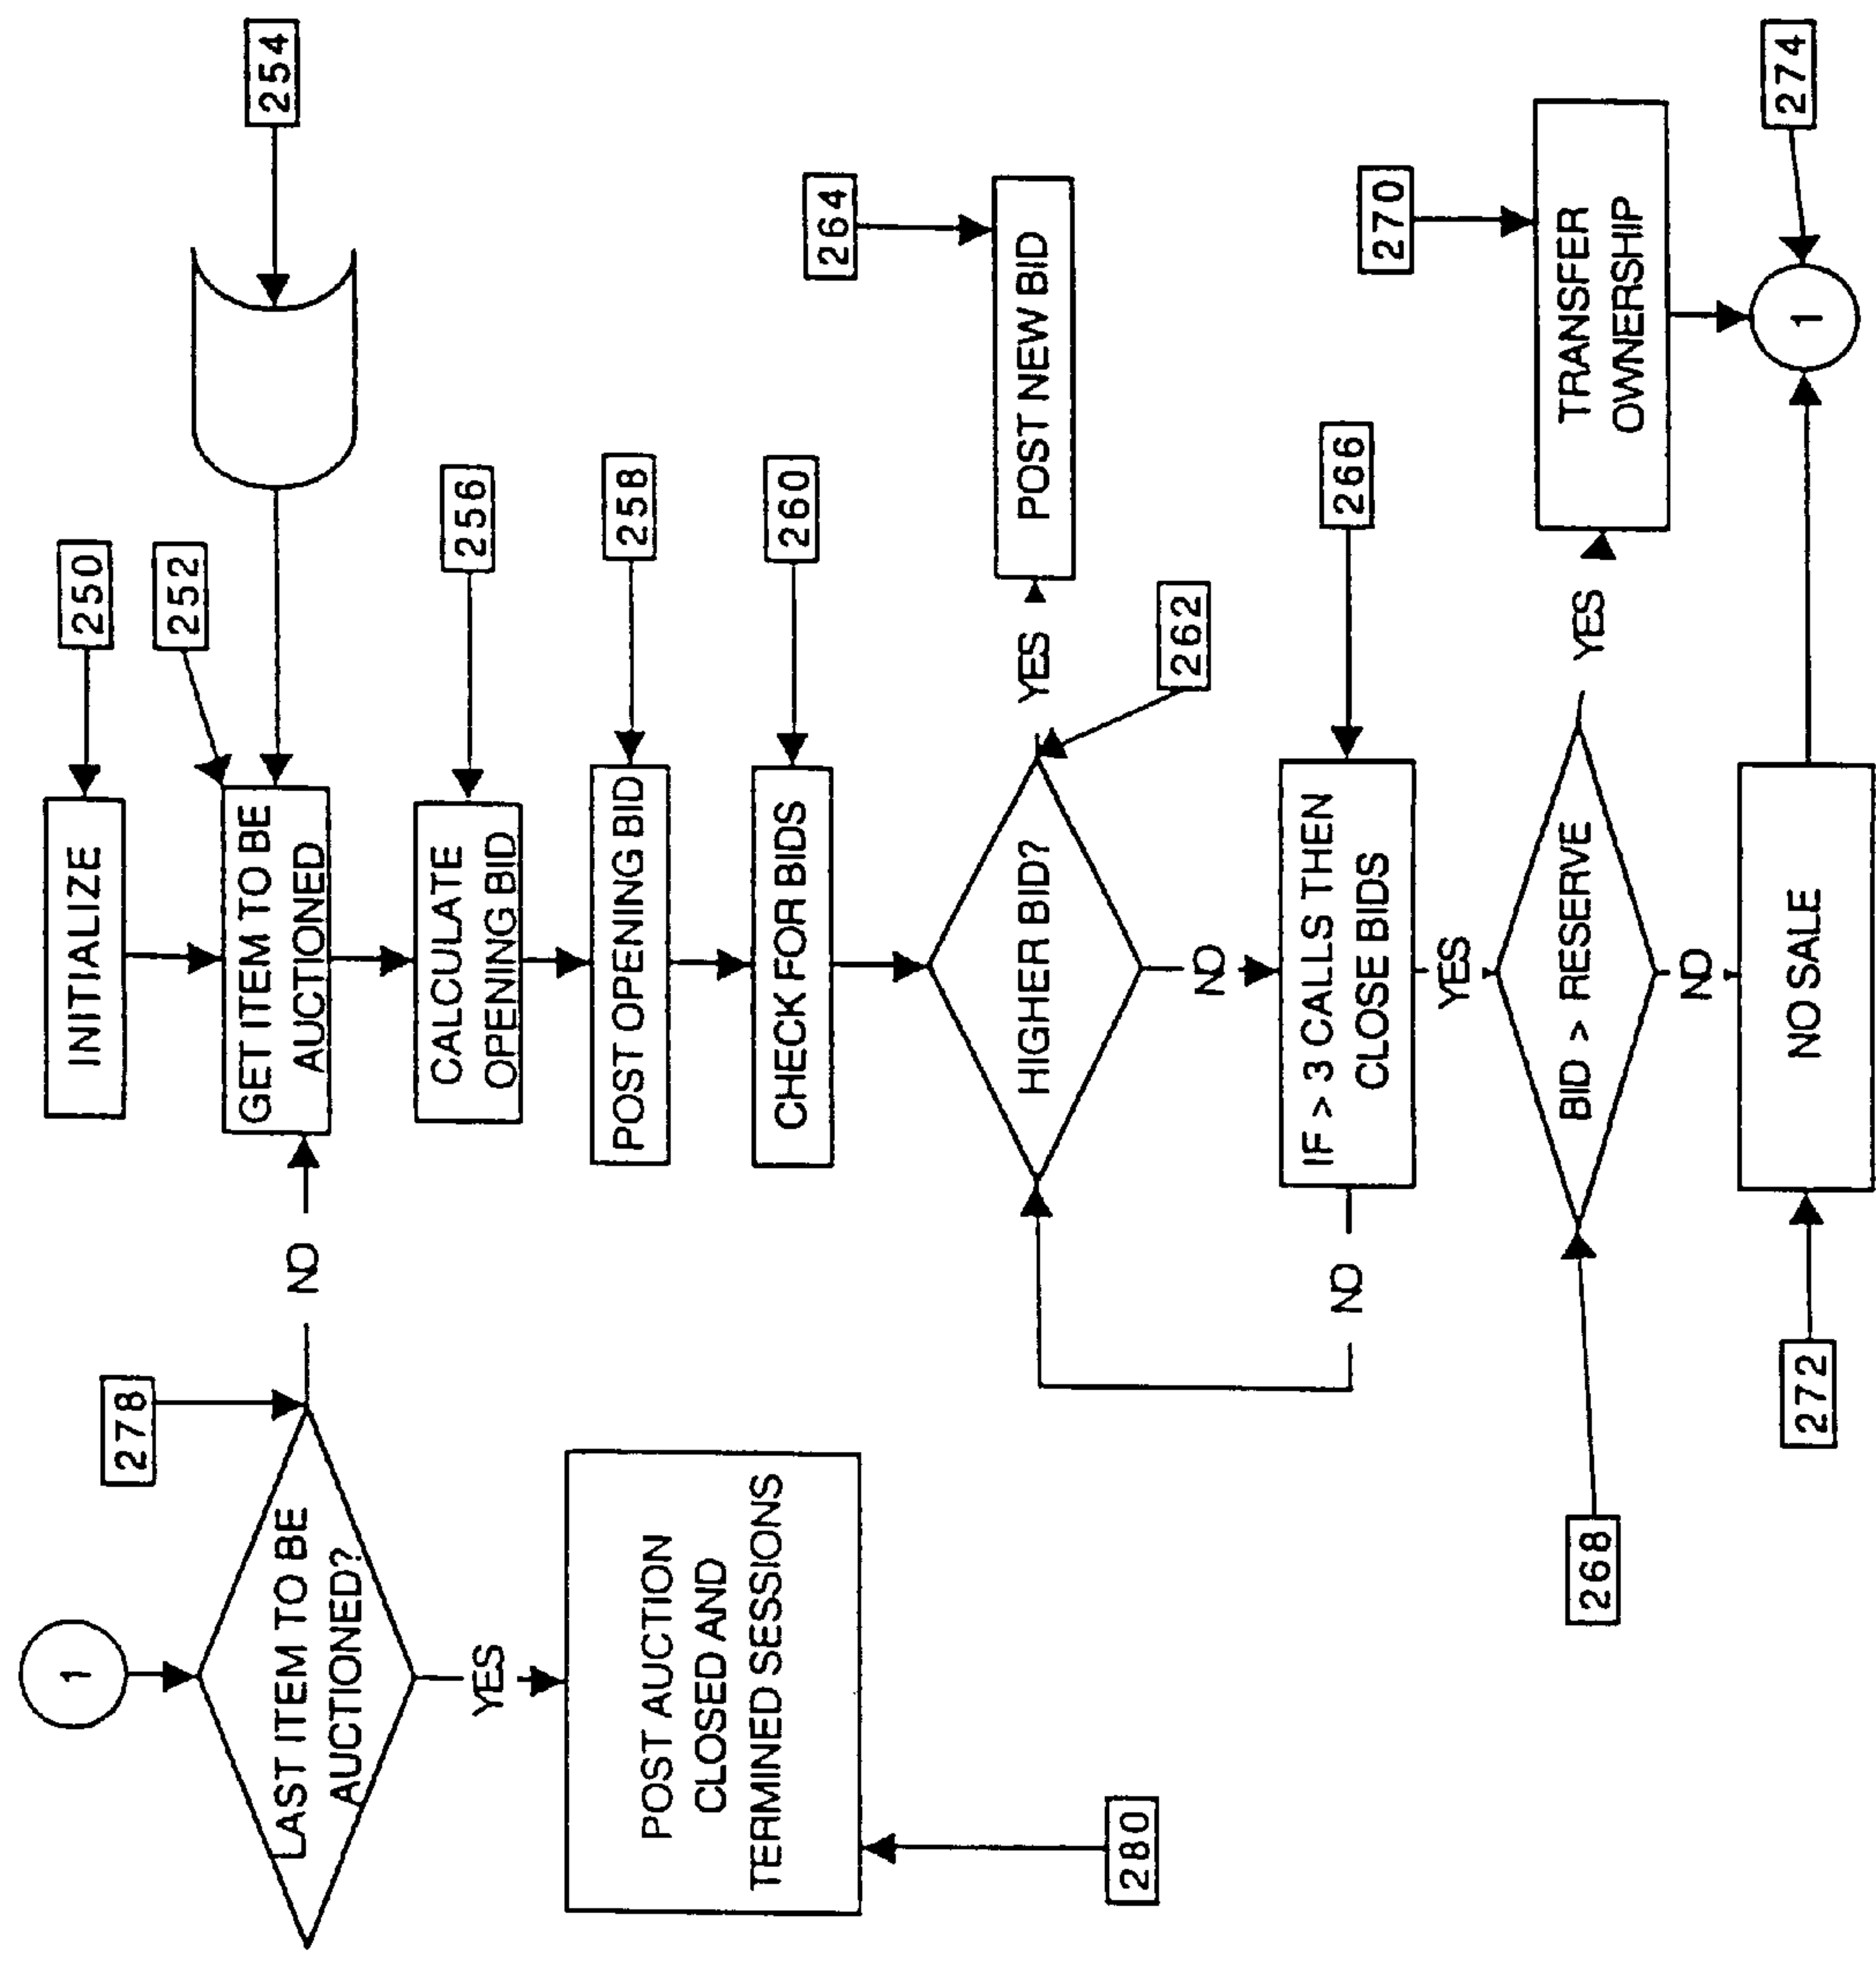 1
278
LAST ITEM TO BE
AUCTIONED?
NO
YES
POST AUCTION
CLOSED AND
TERMINED SESSIONS
280
250
INITIALIZE
252
254
GET ITEM TO BE
AUCTIONED
256
CALCULATE
OPENING BID
258
POST OPENING BID
260
CHECK FOR BIDS
264
HIGHER BID?
YES
POST NEW BID
262
NO
266
IF > 3 CALLS THEN
CLOSE BIDS
NO
YES
270
268
BID > RESERVE
YES
TRANSFER
OWNERSHIP
NO
274
272
NO SALE
1